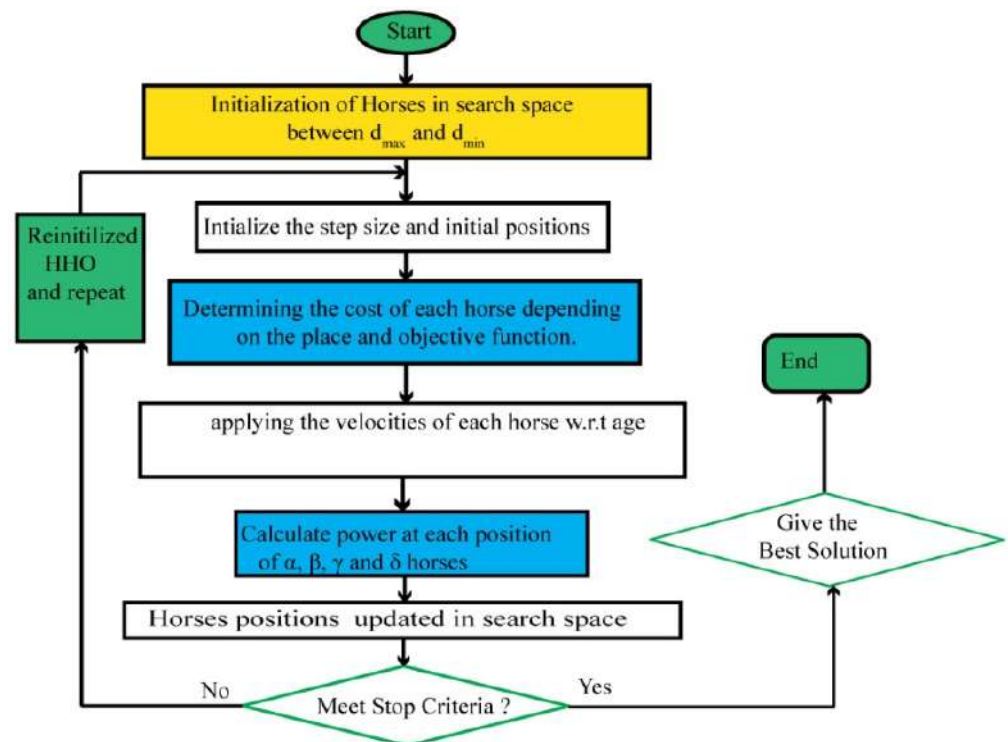 Start
Initialization of Horses in search space
between d_max and d_min
Intialize the step size and initial positions
Reinitilized
HHO
and repeat
Determining the cost of each horse depending
on the place and objective function.
End
applying the velocities of each horse w.r.t age
Calculate power at each position
of α, β, γ and δ horses
Give the
Best Solution
Horses positions updated in search space
No
Meet Stop Criteria ?
Yes